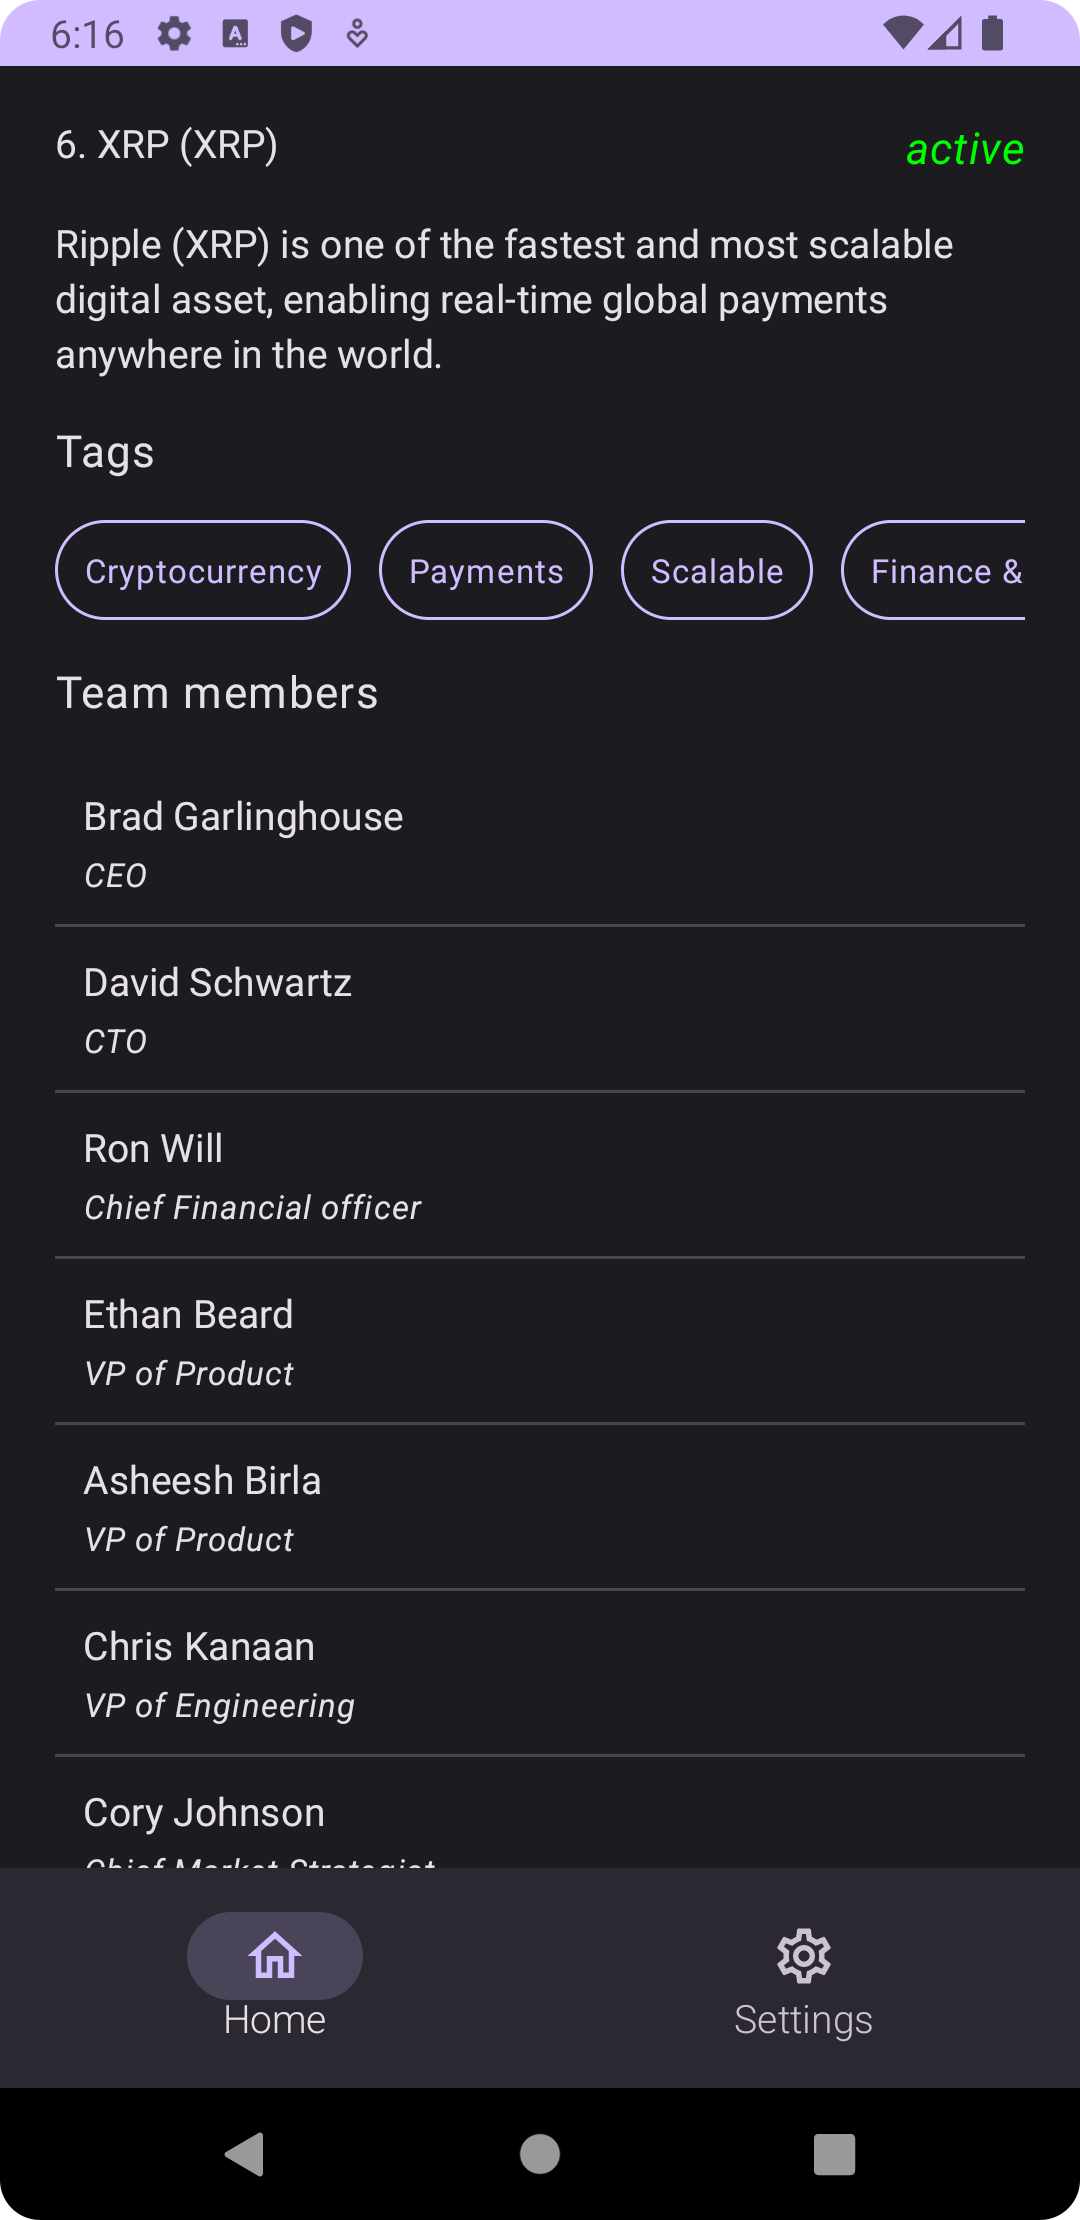 6:16
6. XRP (XRP)
active
Ripple (XRP) is one of the fastest and most scalable
digital asset, enabling real-time global payments
anywhere in the world.
Tags
Cryptocurrency
Payments
Scalable
Finance &
Team members
Brad Garlinghouse
CEO
David Schwartz
CTO
Ron Will
Chief Financial officer
Ethan Beard
VP of Product
Asheesh Birla
VP of Product
Chris Kanaan
VP of Engineering
Cory Johnson
Chief Market Strategist
Home
Settings